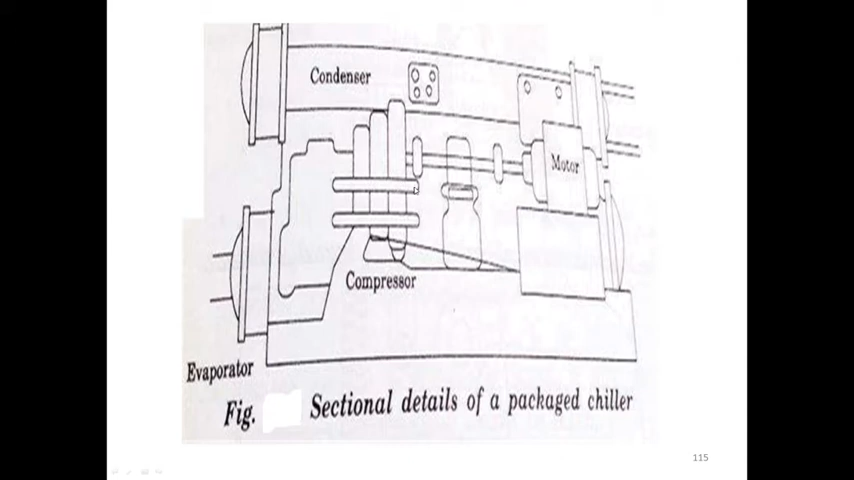 Condenser
Motor
Compressor
Evaporator
Fig. Sectional details of a packaged chiller
115